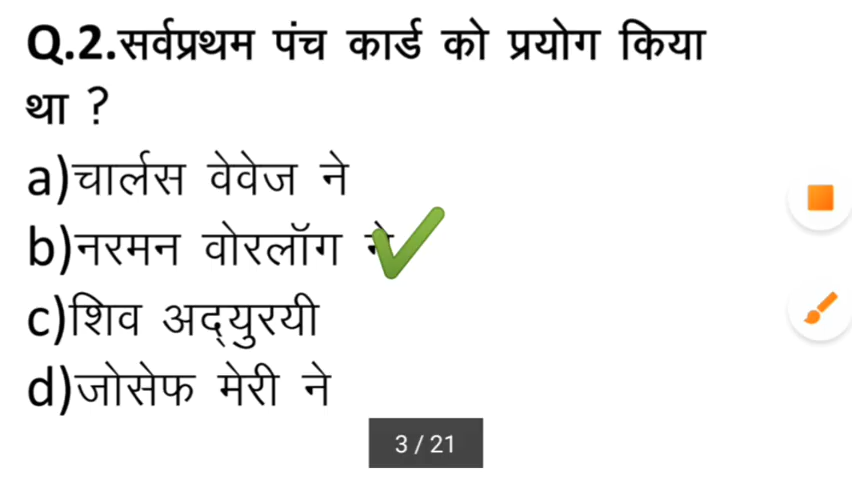 Q.2.सर्वप्रथम पंच कार्ड को प्रयोग किया
था ?
a)चार्लस वेवेज ने
b)नरमन वोरलॉग ने
c)शिव अद्‌युरयी
d)जोसेफ मेरी ने
3 / 21